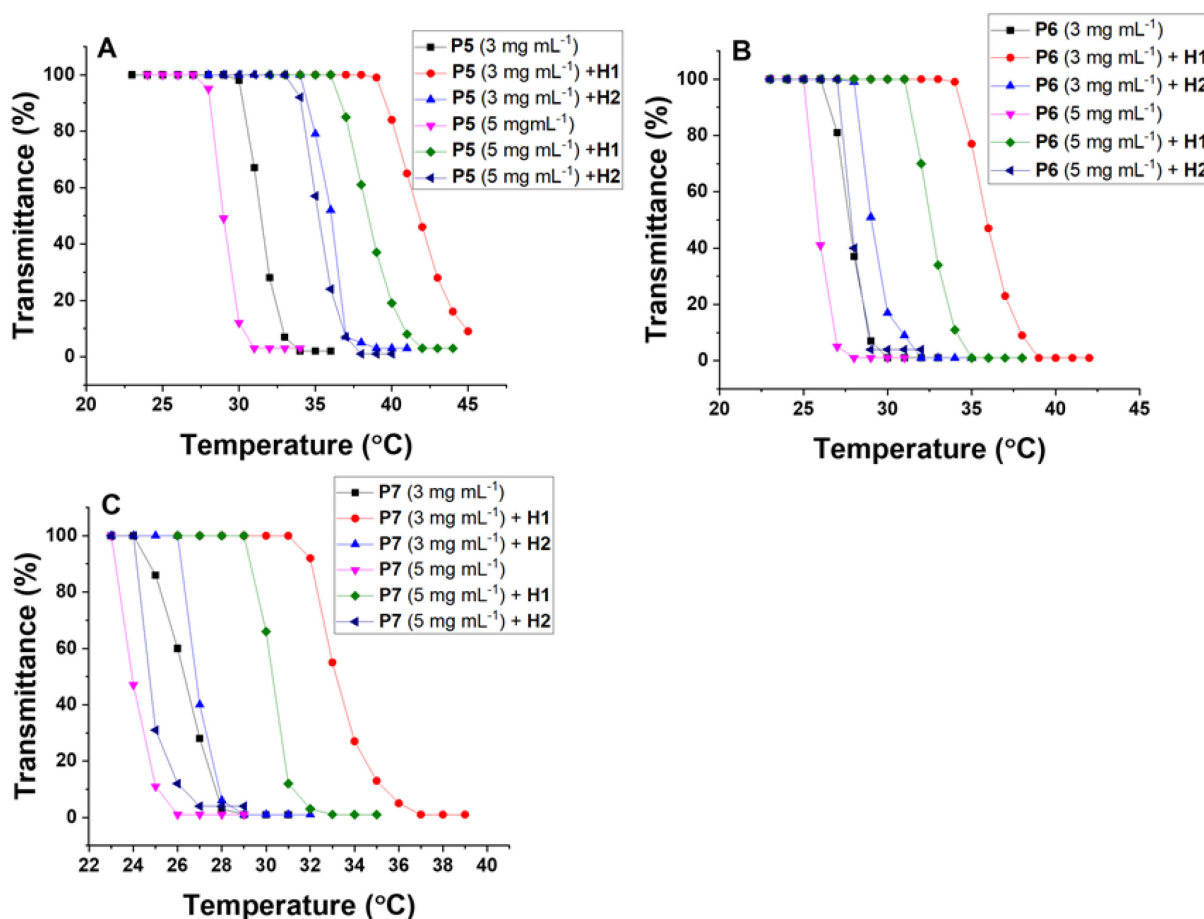 A
P5 (3 mg mL⁻¹)
P5 (3 mg mL⁻¹) +H1
P5 (3 mg mL⁻¹) +H2
P5 (5 mgmL⁻¹)
P5 (5 mg mL⁻¹) +H1
P5 (5 mg mL⁻¹) +H2
Transmittance (%)
100
80
60
40
20
0
20 25 30 35 40 45
Temperature (°C)
B
P6 (3 mg mL⁻¹)
P6 (3 mg mL⁻¹) + H1
P6 (3 mg mL⁻¹) + H2
P6 (5 mg mL⁻¹)
P6 (5 mg mL⁻¹) + H1
P6 (5 mg mL⁻¹) + H2
Transmittance (%)
100
80
60
40
20
0
20 25 30 35 40 45
Temperature (°C)
C
P7 (3 mg mL⁻¹)
P7 (3 mg mL⁻¹) + H1
P7 (3 mg mL⁻¹) + H2
P7 (5 mg mL⁻¹)
P7 (5 mg mL⁻¹) + H1
P7 (5 mg mL⁻¹) + H2
Transmittance (%)
100
80
60
40
20
0
22 24 26 28 30 32 34 36 38 40
Temperature (°C)